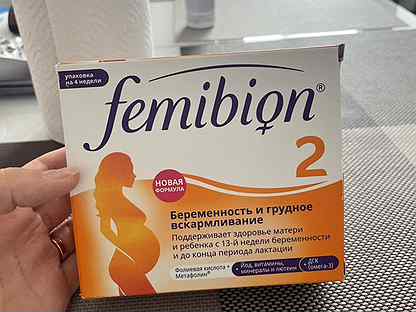 упаковка
на 4 недели
femibion®
2
НОВАЯ
ФОРМУЛА
Беременность и грудное
вскармливание
Поддерживает здоровье матери
и ребенка с 13-й недели беременности
и до конца периода лактации
Фолиевая кислота +
Метафолин®
+ Йод, витамины,
минералы и лютеин
+ ДГК
(омега-3)